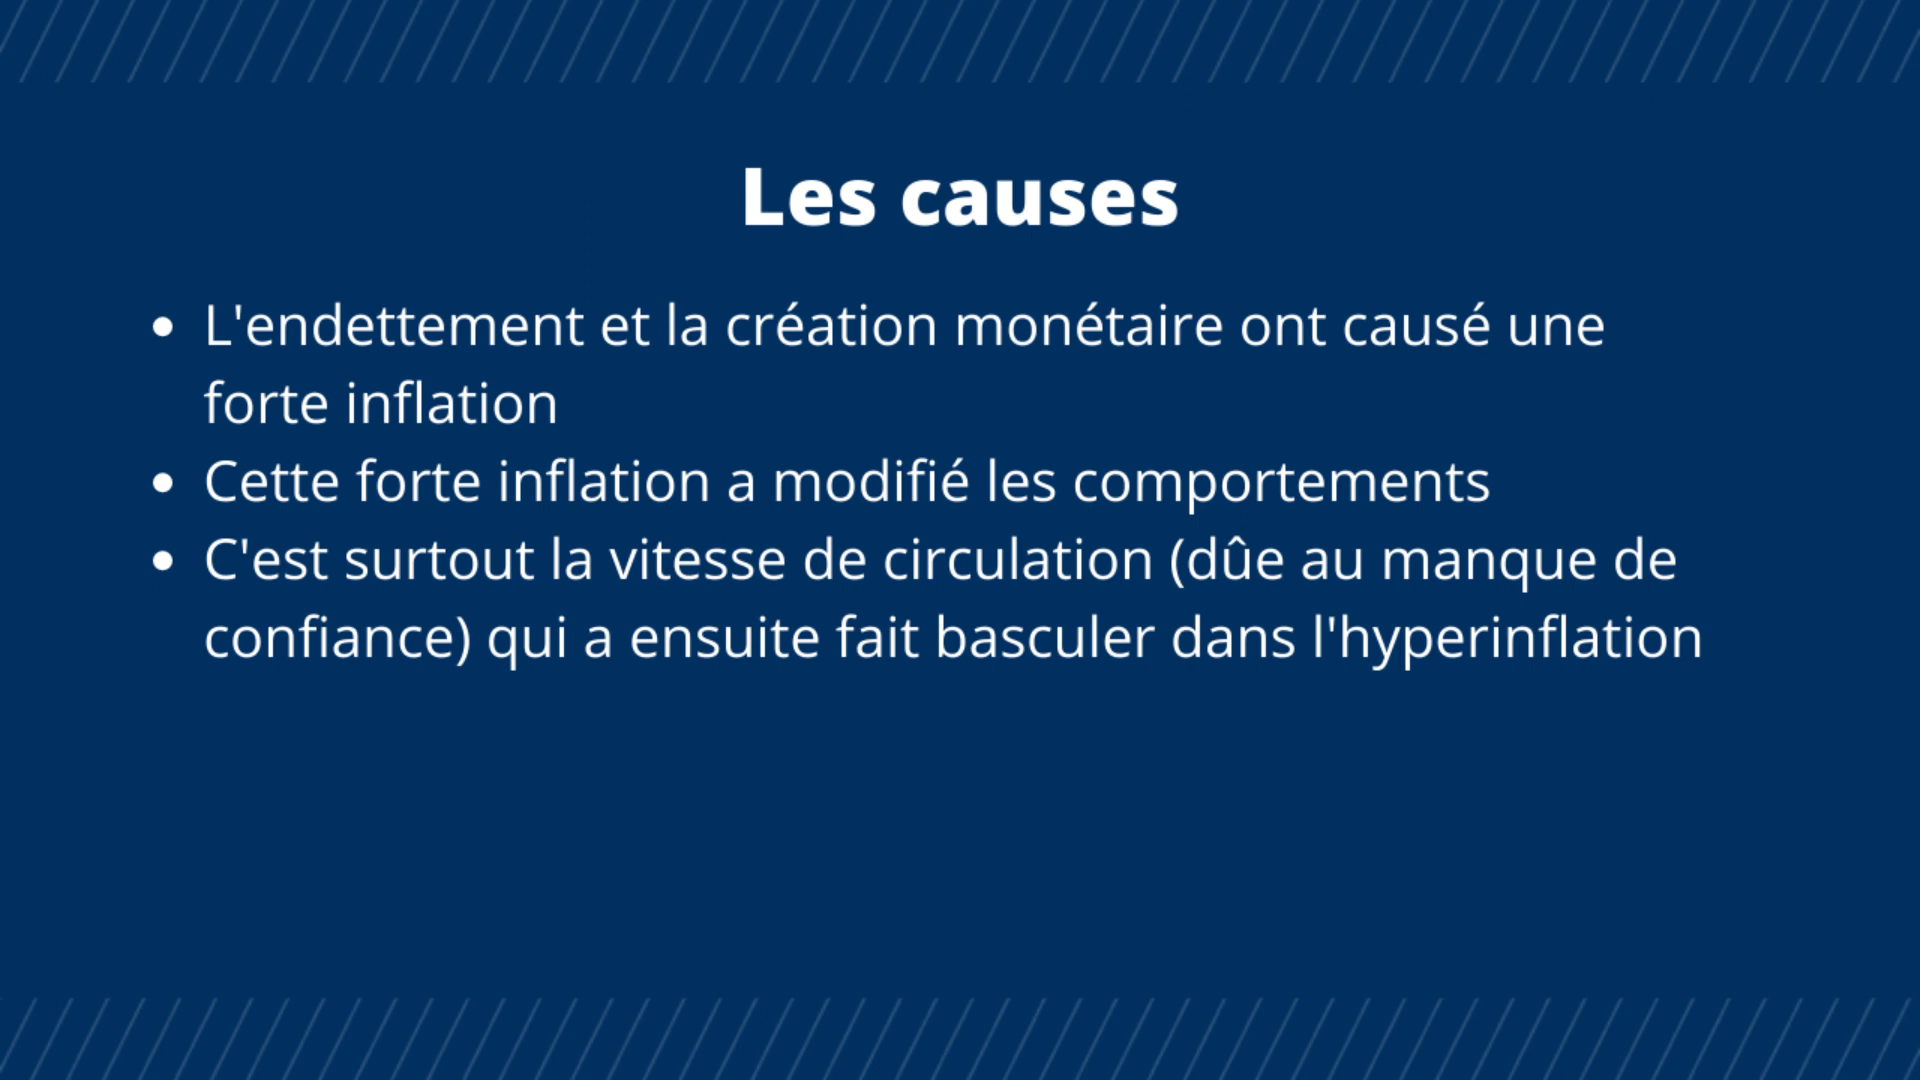 Les causes
• L'endettement et la création monétaire ont causé une
forte inflation
• Cette forte inflation a modifié les comportements
• C'est surtout la vitesse de circulation (dûe au manque de
confiance) qui a ensuite fait basculer dans l'hyperinflation